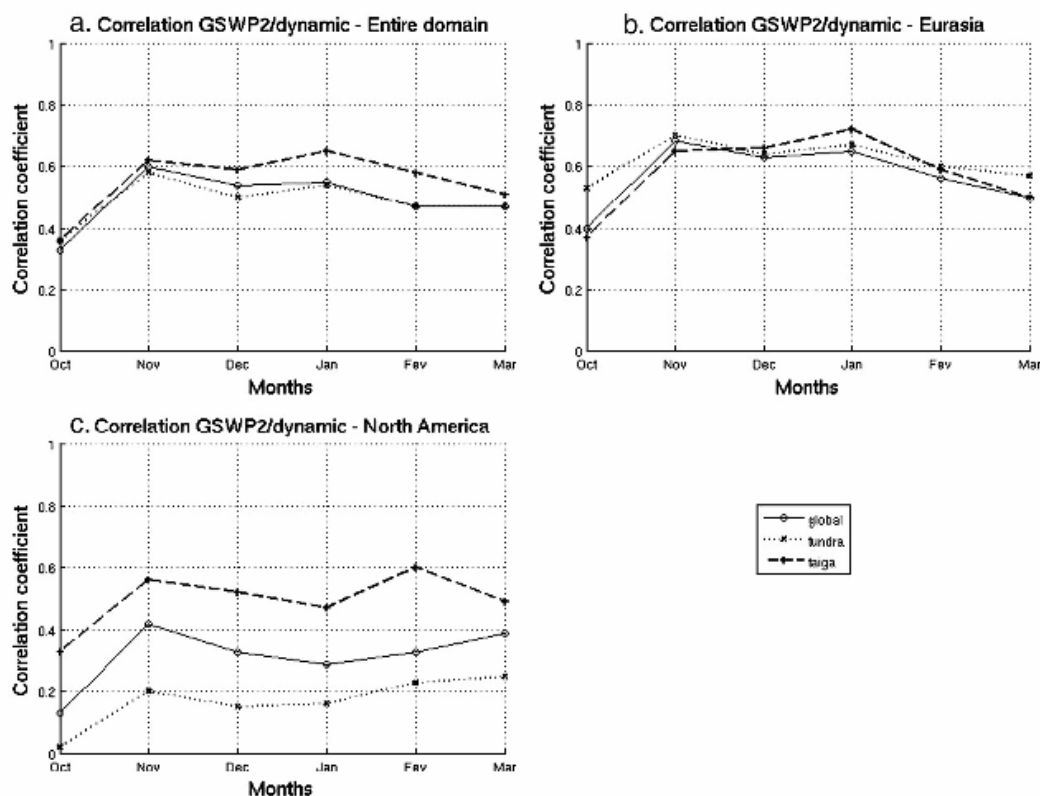 a. Correlation GSWP2/dynamic - Entire domain
1
0.8
0.6
0.4
0.2
0
Correlation coefficient
Oct Nov Dec Jan Fev Mar
Months
b. Correlation GSWP2/dynamic - Eurasia
1
0.8
0.6
0.4
0.2
0
Correlation coefficient
Oct Nov Dec Jan Fev Mar
Months
c. Correlation GSWP2/dynamic - North America
1
0.8
0.6
0.4
0.2
0
Correlation coefficient
Oct Nov Dec Jan Fev Mar
Months
global
tundra
taiga